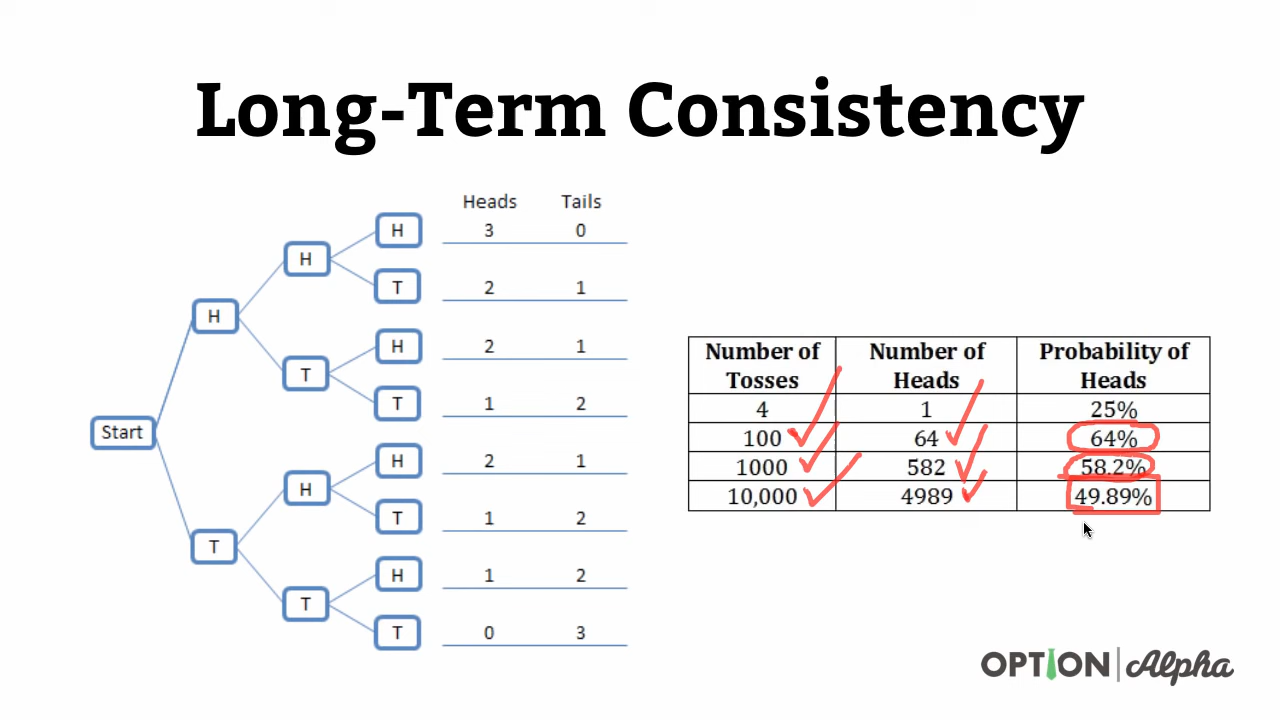 Long-Term Consistency
Heads Tails
H 3 0
H
T 2 1
H
H 2 1
T
T 1 2
Start
H 2 1
H
T 1 2
T
H 1 2
T
T 0 3
Number of Tosses Number of Heads Probability of Heads
4 1 25%
100 64 64%
1000 582 58.2%
10,000 4989 49.89%
OPTION Alpha